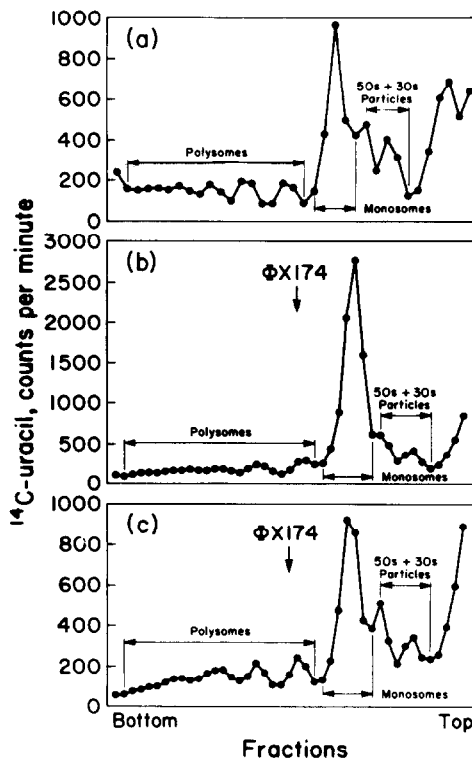 (a)
1000
800
600
400
200
0
50s + 30s
Particles
Polysomes
Monosomes
(b)
3000
2500
2000
1500
1000
500
0
ΦX174
50s + 30s
Particles
Polysomes
Monosomes
(c)
1000
800
600
400
200
0
ΦX174
50s + 30s
Particles
Polysomes
Monosomes
¹⁴C-uracil, counts per minute
Bottom
Top
Fractions